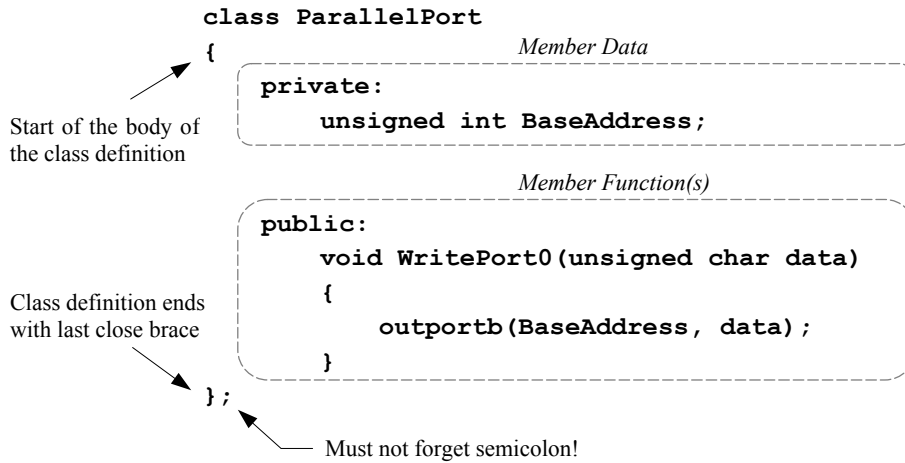 class ParallelPort
{
Member Data
private:
unsigned int BaseAddress;
Start of the body of
the class definition
Member Function(s)
public:
void WritePort0(unsigned char data)
{
outportb(BaseAddress, data);
}
Class definition ends
with last close brace
};
Must not forget semicolon!